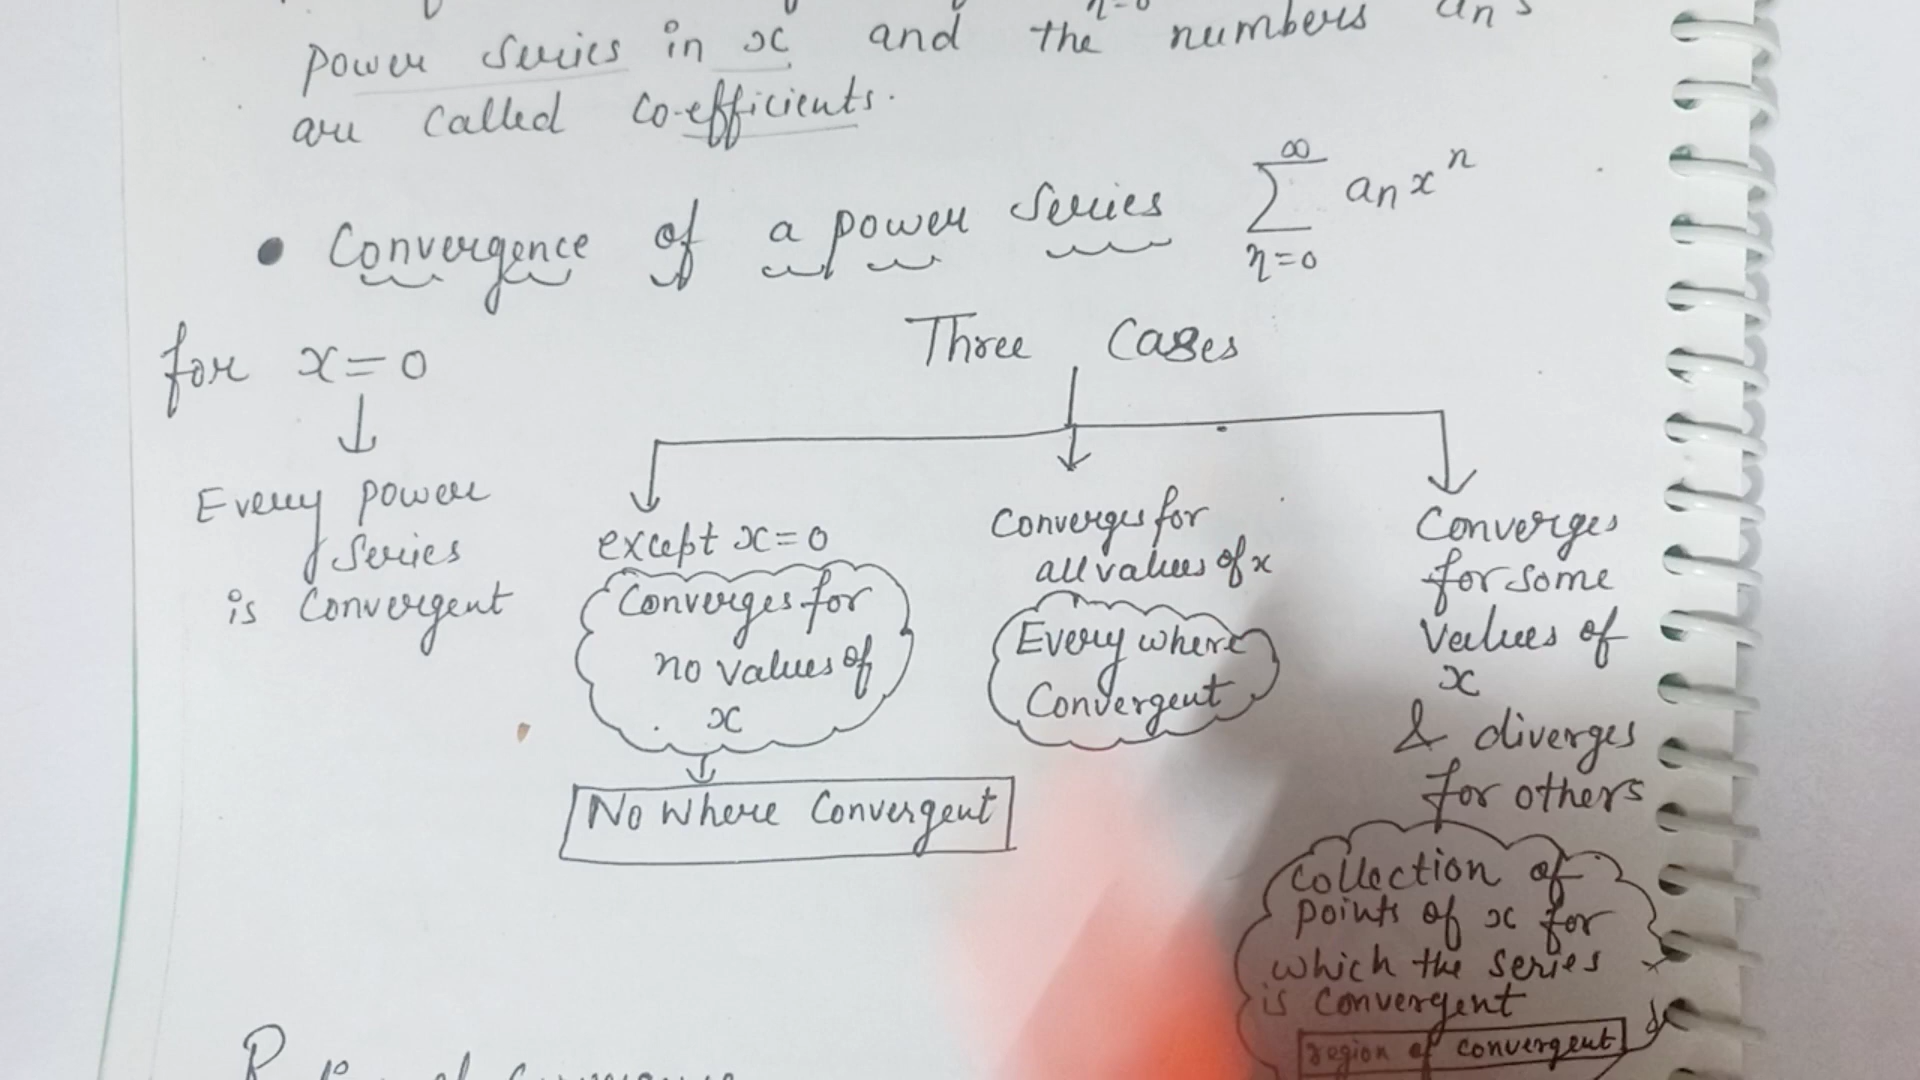 n=0
power series in x and the numbers an's
are called co-efficients.
• Convergence of a power series ∞ ∑ n=0 an x^n
for x=0
Every power
series
is convergent
Three Cases
except x=0
Converges for
no values of
x
No where Convergent
Converges for
all values of x
Every where
Convergent
Converges
for some
values of
x
& diverges
for others
collection of
points of x for
which the series
is convergent
region of convergent